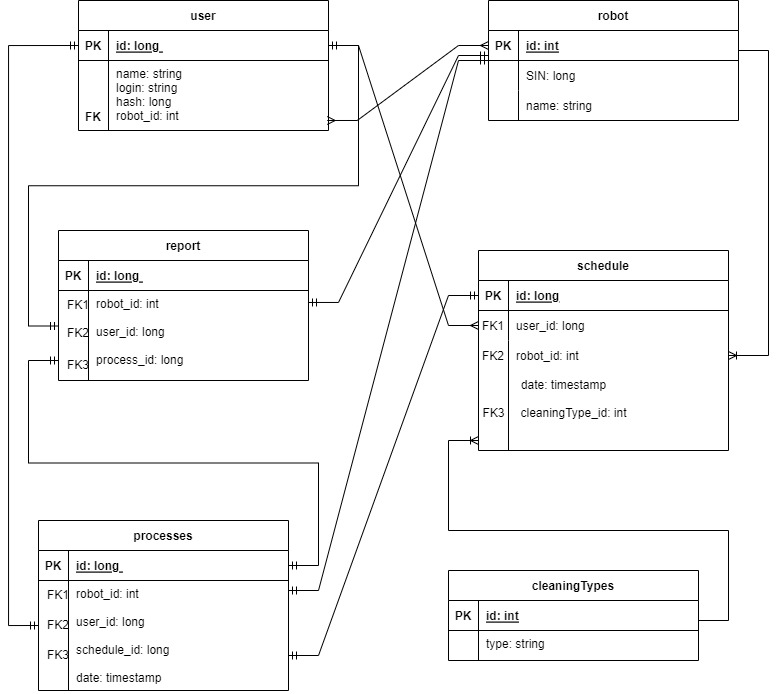 user
PK id: long
name: string
login: string
hash: long
FK robot_id: int
robot
PK id: int
SIN: long
name: string
report
PK id: long
FK1 robot_id: int
FK2 user_id: long
FK3 process_id: long
schedule
PK id: long
FK1 user_id: long
FK2 robot_id: int
date: timestamp
FK3 cleaningType_id: int
processes
PK id: long
FK1 robot_id: int
FK2 user_id: long
FK3 schedule_id: long
date: timestamp
cleaningTypes
PK id: int
type: string